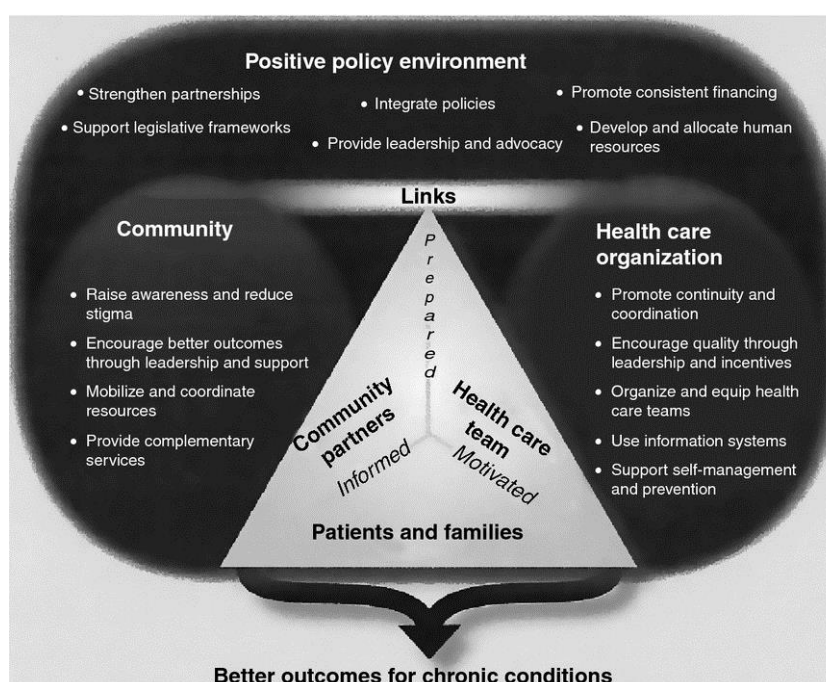 Positive policy environment
• Strengthen partnerships
• Integrate policies
• Promote consistent financing
• Support legislative frameworks
• Provide leadership and advocacy
• Develop and allocate human
resources
Links
Community
• Raise awareness and reduce
stigma
• Encourage better outcomes
through leadership and support
• Mobilize and coordinate
resources
• Provide complementary
services
Prepared
Community
partners
Informed
Health care
team
Motivated
Patients and families
Health care
organization
• Promote continuity and
coordination
• Encourage quality through
leadership and incentives
• Organize and equip health
care teams
• Use information systems
• Support self-management
and prevention
Better outcomes for chronic conditions